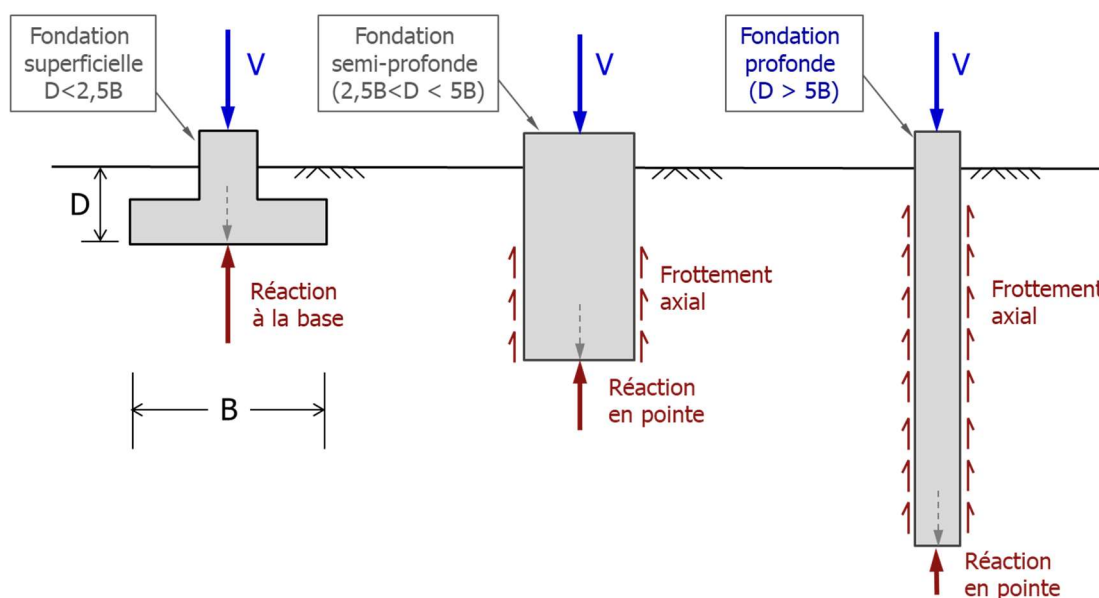 Fondation
superficielle
D<2,5B
V
Fondation
semi-profonde
(2,5B<D < 5B)
V
Fondation
profonde
(D > 5B)
V
D
Réaction
à la base
B
Frottement
axial
Réaction
en pointe
Frottement
axial
Réaction
en pointe